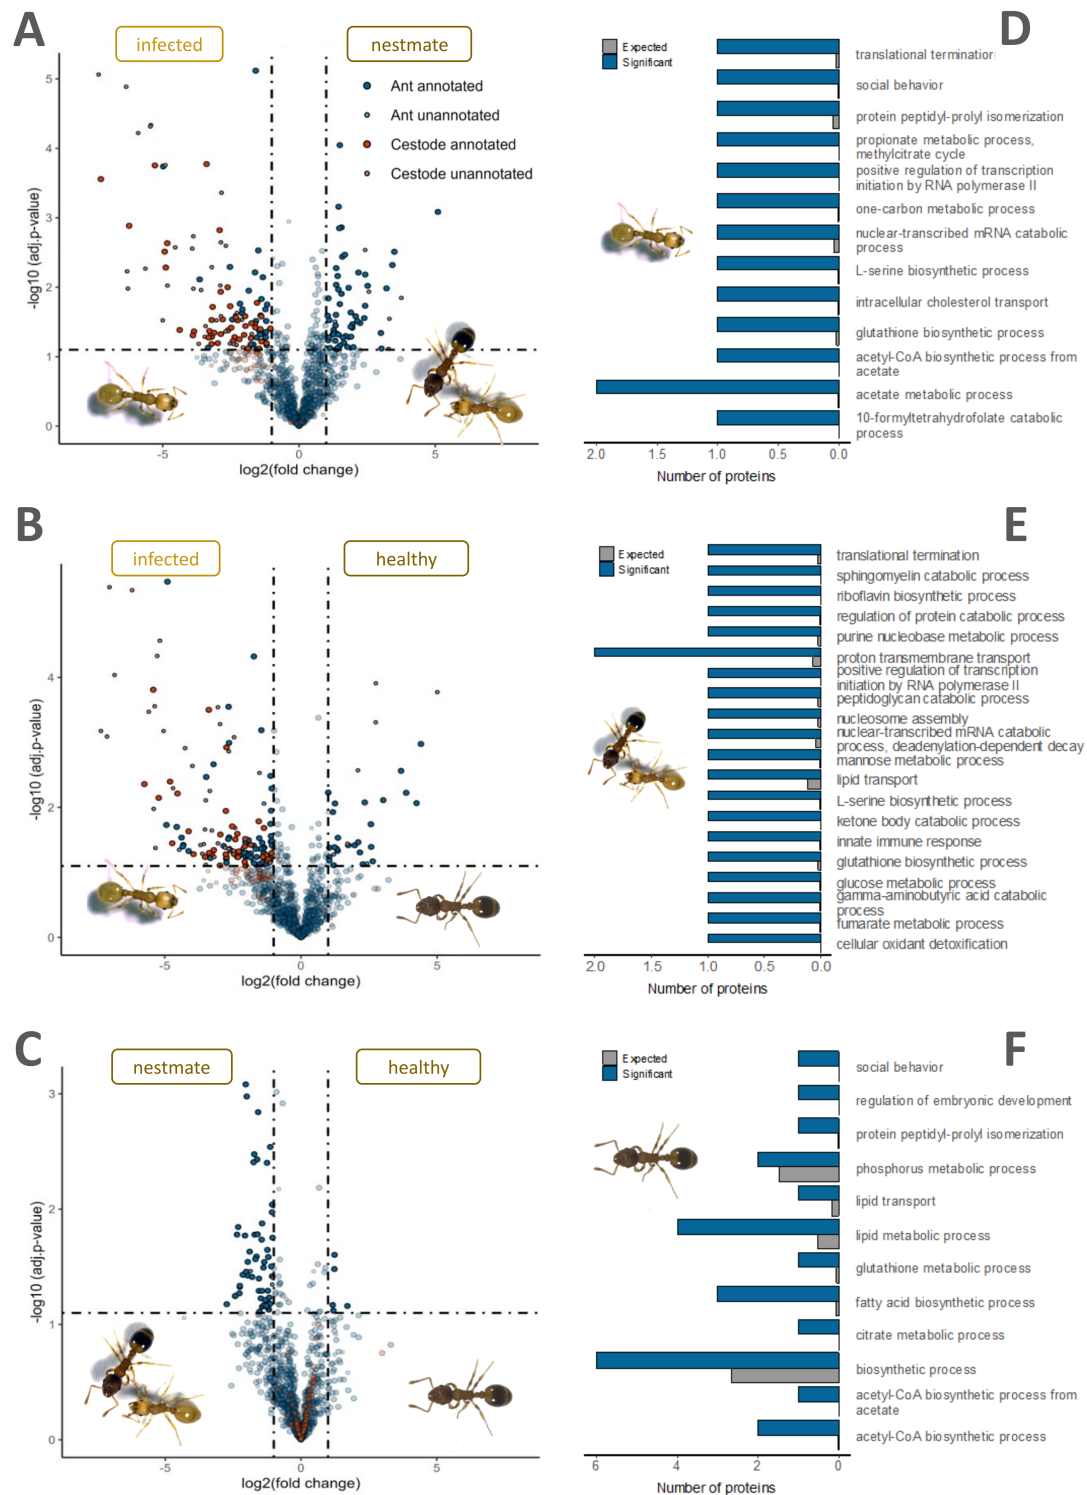 A
infected
nestmate
Ant annotated
Ant unannotated
Cestode annotated
Cestode unannotated
5
4
3
2
1
0
-log10 (adj.p-value)
-5
0
5
log2(fold change)
D
Expected
Significant
translational termination
social behavior
protein peptidyl-prolyl isomerization
propionate metabolic process,
methylcitrate cycle
positive regulation of transcription
initiation by RNA polymerase II
one-carbon metabolic process
nuclear-transcribed mRNA catabolic
process
L-serine biosynthetic process
intracellular cholesterol transport
glutathione biosynthetic process
acetyl-CoA biosynthetic process from
acetate
acetate metabolic process
10-formyltetrahydrofolate catabolic
process
2.0
1.5
1.0
0.5
0.0
Number of proteins
B
infected
healthy
4
2
0
-log10 (adj.p-value)
-5
0
5
log2(fold change)
E
Expected
Significant
translational termination
sphingomyelin catabolic process
riboflavin biosynthetic process
regulation of protein catabolic process
purine nucleobase metabolic process
proton transmembrane transport
positive regulation of transcription
initiation by RNA polymerase II
peptidoglycan catabolic process
nucleosome assembly
nuclear-transcribed mRNA catabolic
process, deadenylation-dependent decay
mannose metabolic process
lipid transport
L-serine biosynthetic process
ketone body catabolic process
innate immune response
glutathione biosynthetic process
glucose metabolic process
gamma-aminobutyric acid catabolic
process
fumarate metabolic process
cellular oxidant detoxification
2.0
1.5
1.0
0.5
0.0
Number of proteins
C
nestmate
healthy
3
2
1
0
-log10 (adj.p-value)
-5
0
5
log2(fold change)
F
Expected
Significant
social behavior
regulation of embryonic development
protein peptidyl-prolyl isomerization
phosphorus metabolic process
lipid transport
lipid metabolic process
glutathione metabolic process
fatty acid biosynthetic process
citrate metabolic process
biosynthetic process
acetyl-CoA biosynthetic process from
acetate
acetyl-CoA biosynthetic process
6
4
2
0
Number of proteins